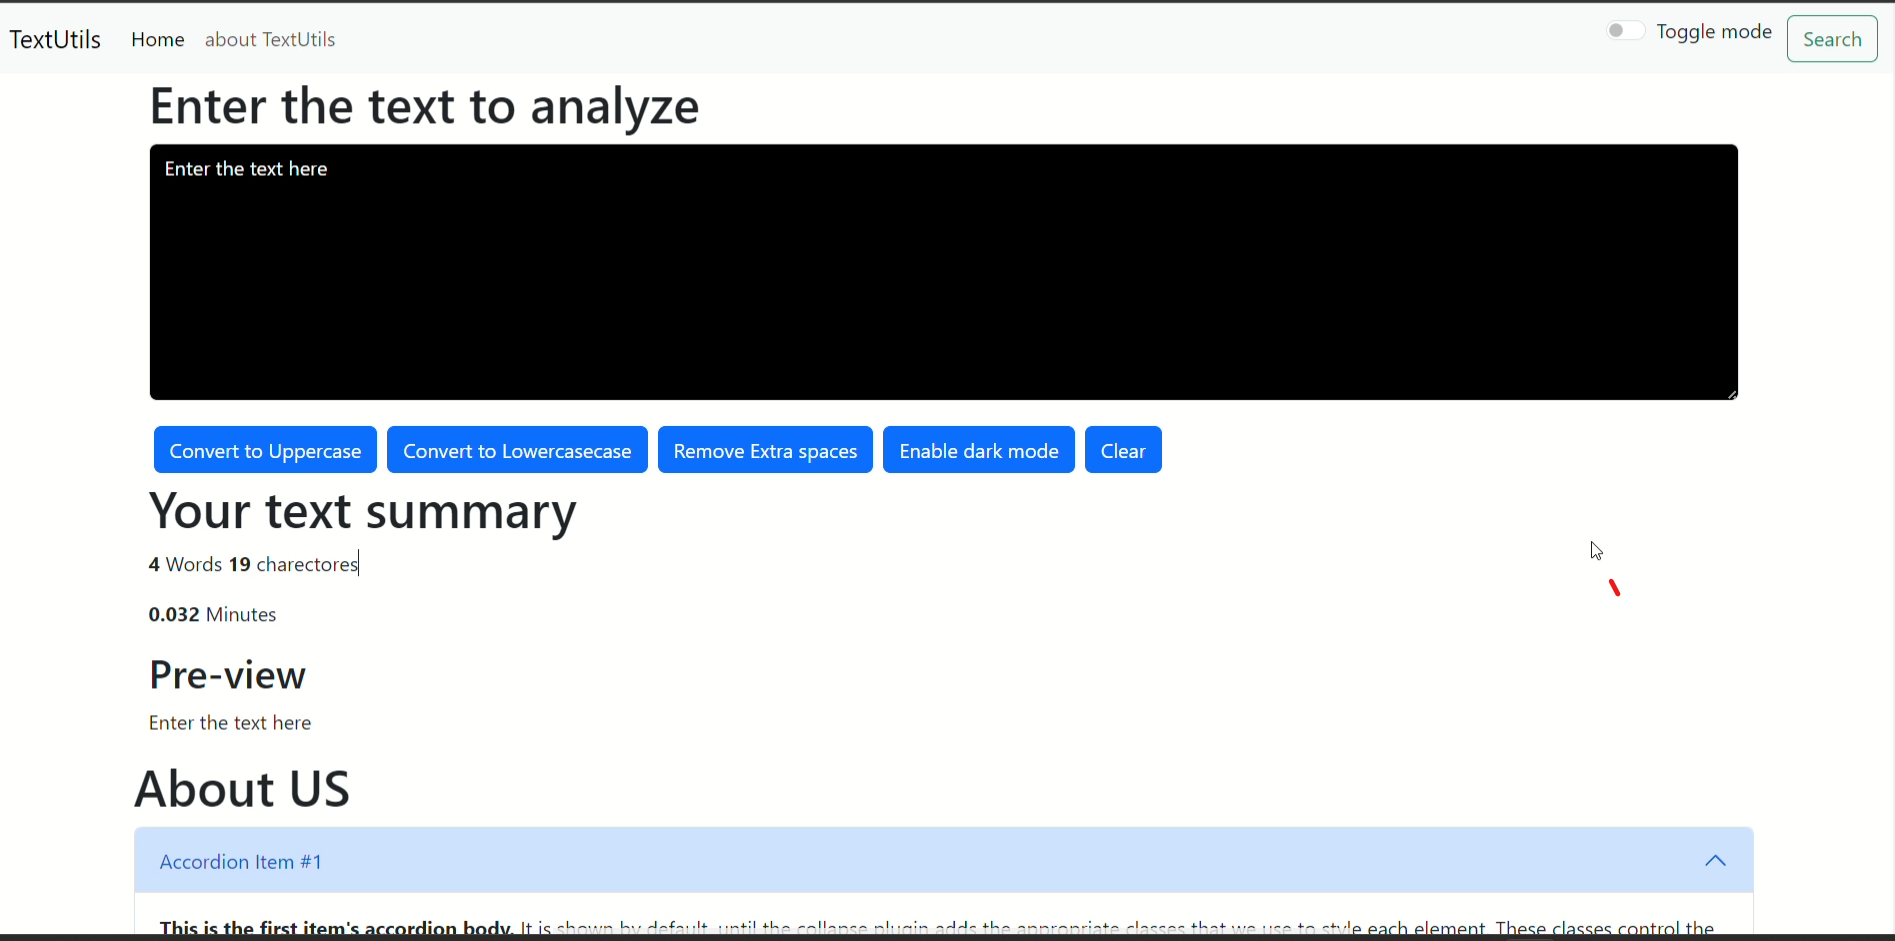 TextUtils Home about TextUtils Toggle mode Search
Enter the text to analyze
Enter the text here
Convert to Uppercase Convert to Lowercasecase Remove Extra spaces Enable dark mode Clear
Your text summary
4 Words 19 charectores
0.032 Minutes
Pre-view
Enter the text here
About US
Accordion Item #1
This is the first item's accordion body. It is shown by default, until the collapse plugin adds the appropriate classes that we use to style each element. These classes control the